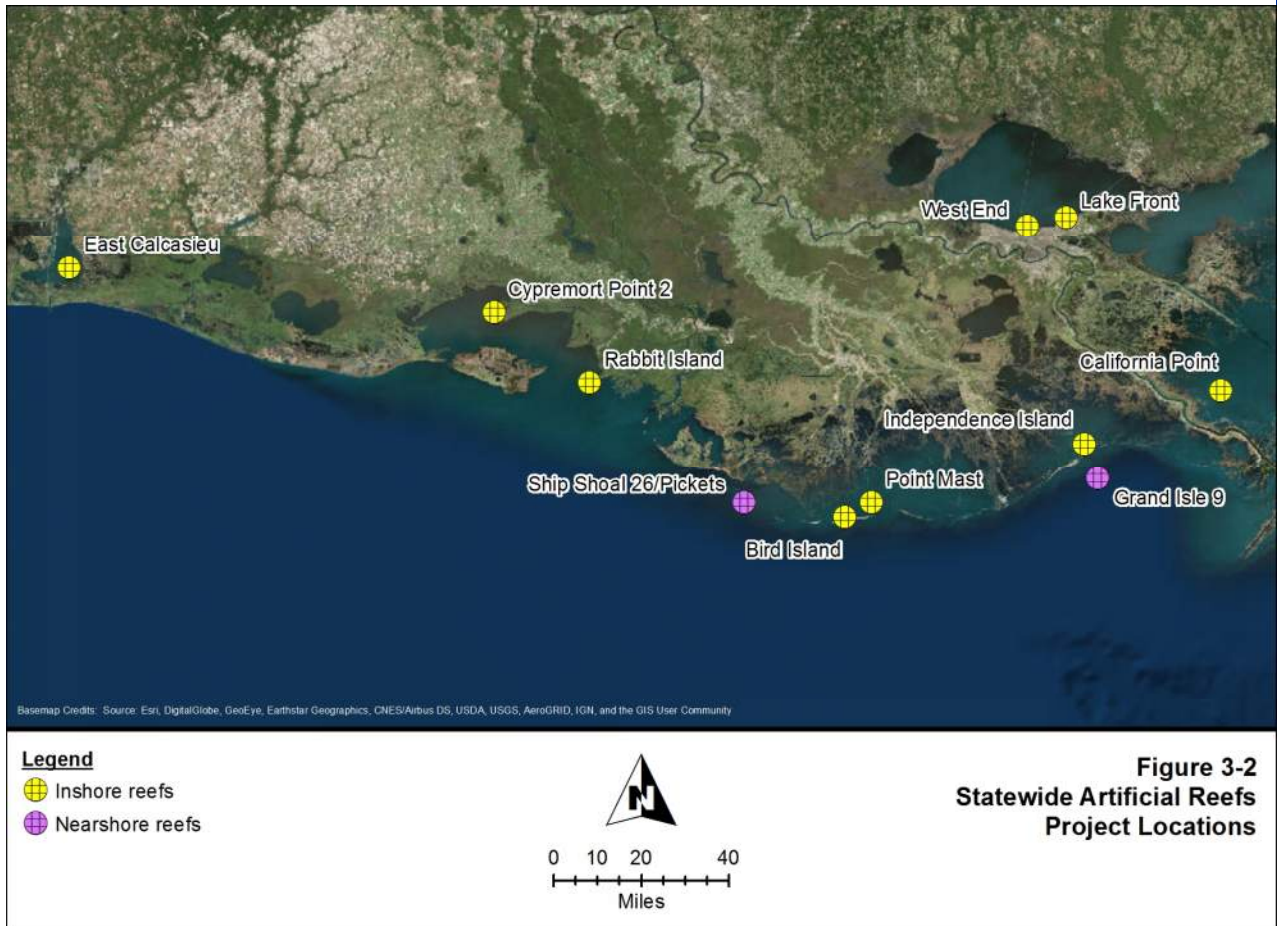 West End
Lake Front
East Calcasieu
Cypremort Point 2
Rabbit Island
California Point
Independence Island
Ship Shoal 26/Pickets
Point Mast
Grand Isle 9
Bird Island
Basemap Credits: Source: Esri, DigitalGlobe, GeoEye, Earthstar Geographics, CNES/Airbus DS, USDA, USGS, AeroGRID, IGN, and the GIS User Community
Legend
Inshore reefs
Nearshore reefs
N
0 10 20 40
Miles
Figure 3-2
Statewide Artificial Reefs
Project Locations